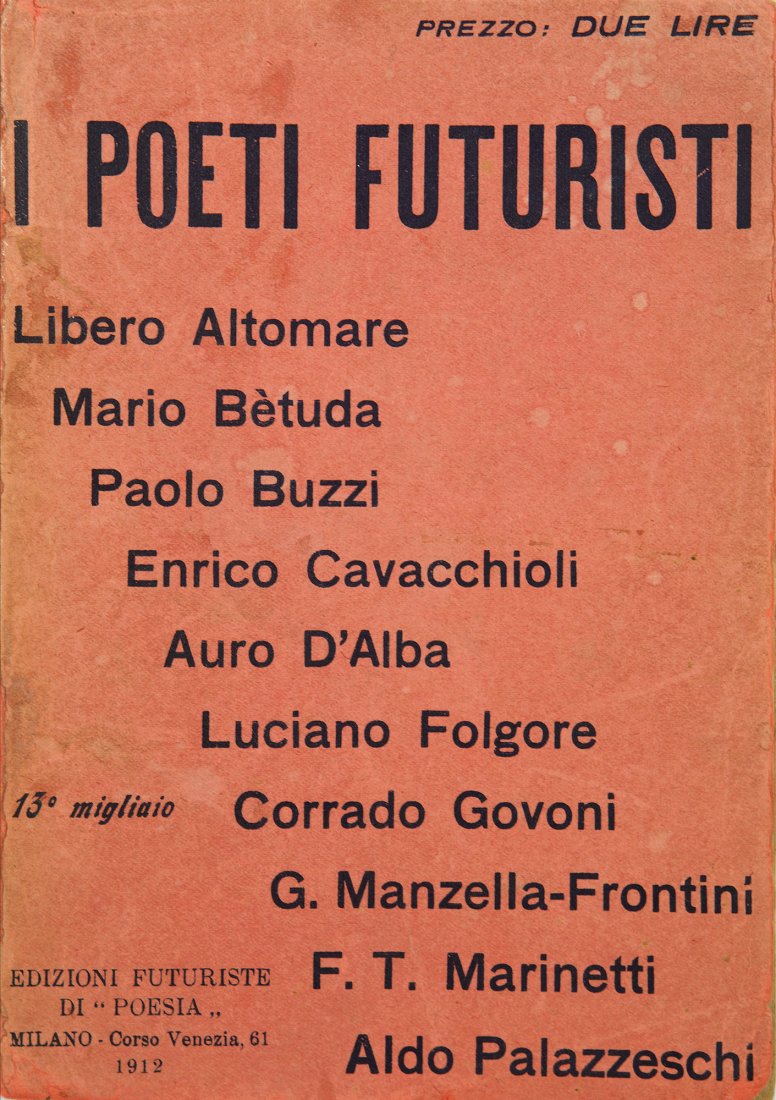 PREZZO: DUE LIRE
I POETI FUTURISTI
Libero Altomare
Mario Bètuda
Paolo Buzzi
Enrico Cavacchioli
Auro D'Alba
Luciano Folgore
13º migliaio
Corrado Govoni
G. Manzella-Frontini
F. T. Marinetti
Aldo Palazzeschi
EDIZIONI FUTURISTE
DI “ POESIA „
MILANO - Corso Venezia, 61
1912